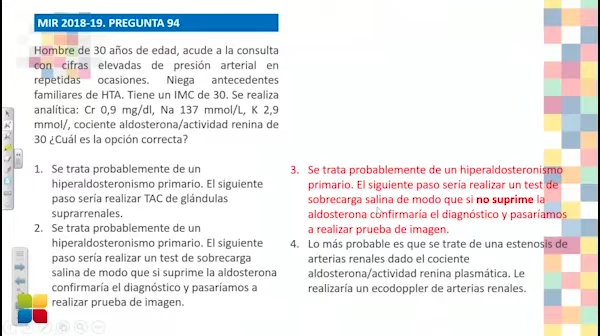 MIR 2018-19. PREGUNTA 94
Hombre de 30 años de edad, acude a la consulta
con cifras elevadas de presión arterial en
repetidas ocasiones. Niega antecedentes
familiares de HTA. Tiene un IMC de 30. Se realiza
analítica: Cr 0,9 mg/dl, Na 137 mmol/L, K 2,9
mmol/, cociente aldosterona/actividad renina de
30 ¿Cuál es la opción correcta?
1. Se trata probablemente de un
hiperaldosteronismo primario. El siguiente
paso sería realizar TAC de glándulas
suprarrenales.
2. Se trata probablemente de un
hiperaldosteronismo primario. El siguiente
paso sería realizar un test de sobrecarga
salina de modo que si suprime la aldosterona
confirmaría el diagnóstico y pasaríamos a
realizar prueba de imagen.
3. Se trata probablemente de un hiperaldosteronismo
primario. El siguiente paso sería realizar un test de
sobrecarga salina de modo que si no suprime la
aldosterona confirmaría el diagnóstico y pasaríamos
a realizar prueba de imagen.
4. Lo más probable es que se trate de una estenosis de
arterias renales dado el cociente
aldosterona/actividad renina plasmática. Le
realizaría un ecodoppler de arterias renales.